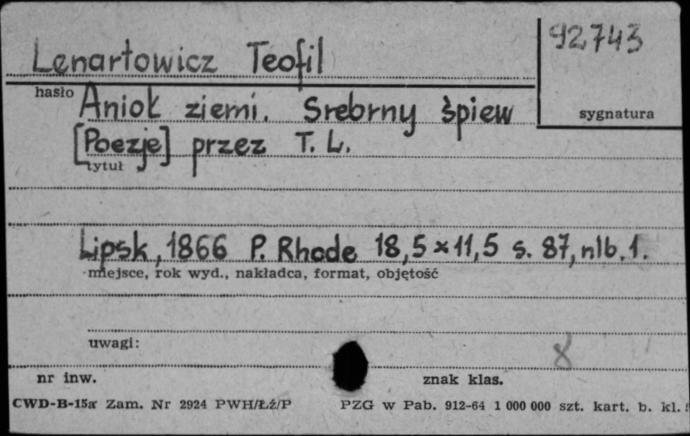 92743
Lenartowicz Teofil
hasło
sygnatura
Anioł ziemi. Srebrny śpiew
[Poezje] przez T. L.
tytuł
Lipsk, 1866 P. Rhode 18,5 × 11,5 s. 87, nlb. 1.
miejsce, rok wyd., nakładca, format, objętość
uwagi:
8
nr inw.
znak klas.
CWD-B-15a Zam. Nr 2924 PWH/Łź/P PZG w Pab. 912-64 1 000 000 szt. kart. b. kl.